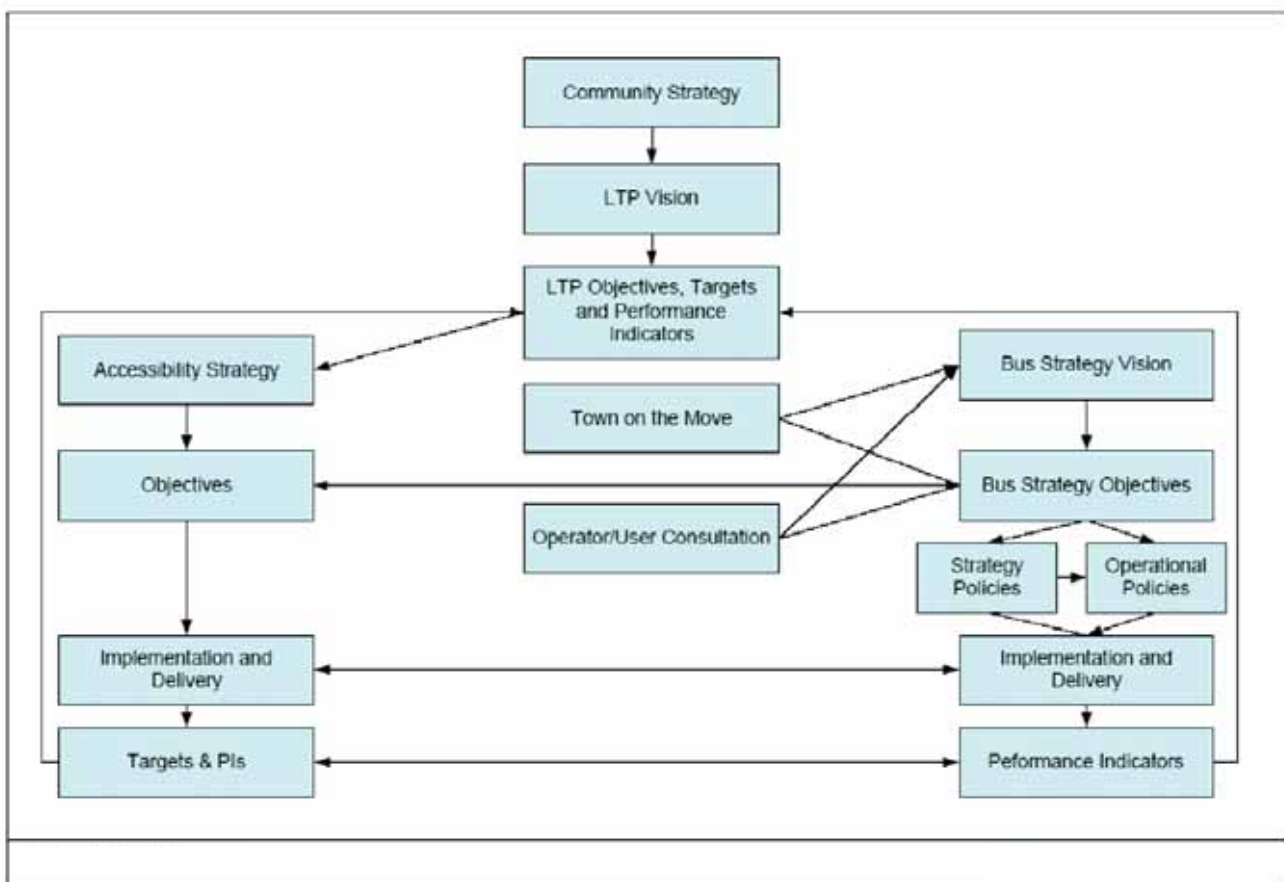 Community Strategy
LTP Vision
LTP Objectives, Targets
and Performance
Indicators
Accessibility Strategy
Bus Strategy Vision
Town on the Move
Objectives
Bus Strategy Objectives
Operator/User Consultation
Strategy
Policies
Operational
Policies
Implementation and
Delivery
Implementation and
Delivery
Targets & PIs
Peformance Indicators